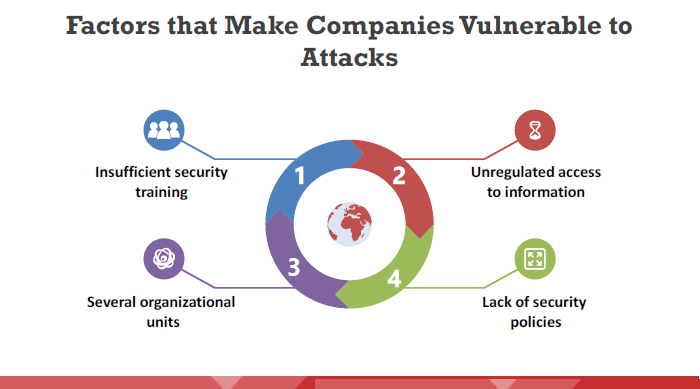 Factors that Make Companies Vulnerable to
Attacks
1
2
Insufficient security
training
Unregulated access
to information
3
4
Several organizational
units
Lack of security
policies